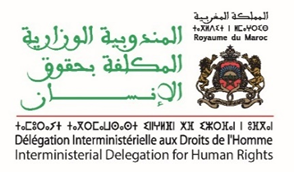 المملكة المغربية
ⵜⴰⴳⵍⴷⵉⵜ ⵏ ⵍⵎⵖⵔⵉⴱ
Royaume du Maroc
المندوبية الوزارية
المكلفة بحقوق
الإنسان
Délégation Interministérielle aux Droits de l'Homme
Interministerial Delegation for Human Rights